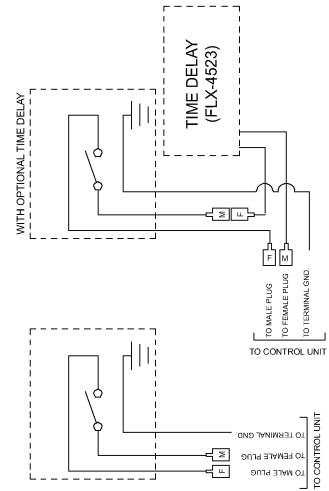 WITH OPTIONAL TIME DELAY
TIME DELAY
(FLX-4523)
M
F
F
M
TO MALE PLUG
TO FEMALE PLUG
TO TERMINAL GND.
TO CONTROL UNIT
TO TERMINAL GND.
M
TO FEMALE PLUG
F
TO MALE PLUG
TO CONTROL UNIT